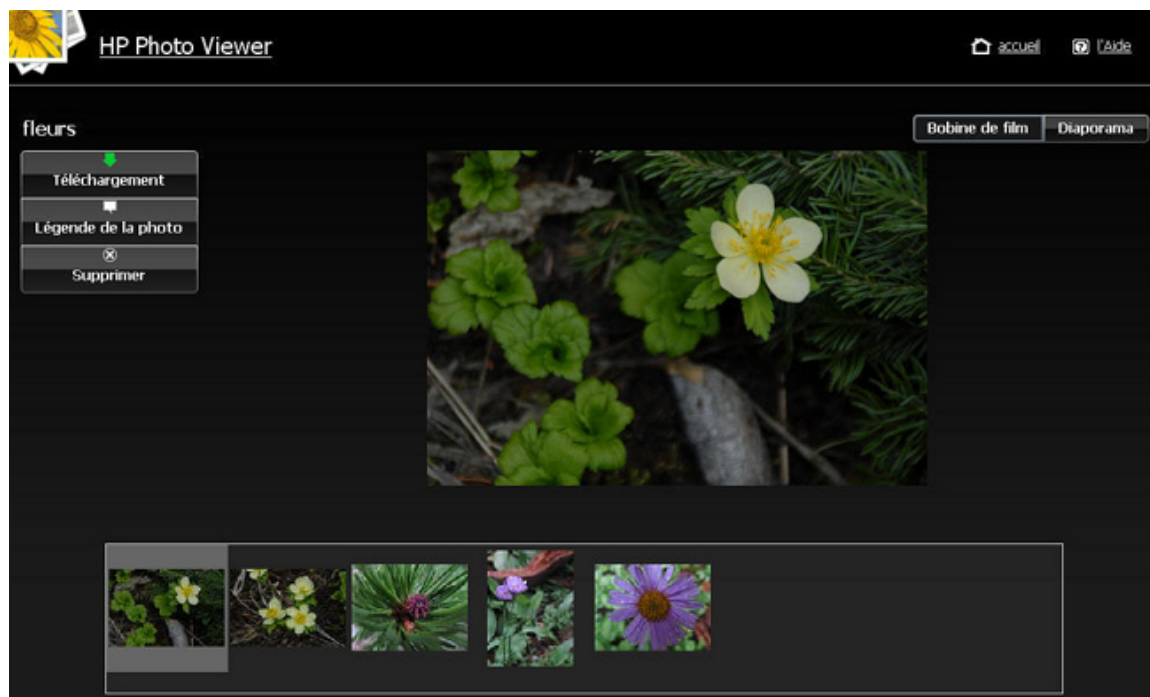 HP Photo Viewer
accueil
l'Aide
fleurs
Bobine de film
Diaporama
Téléchargement
Légende de la photo
Supprimer